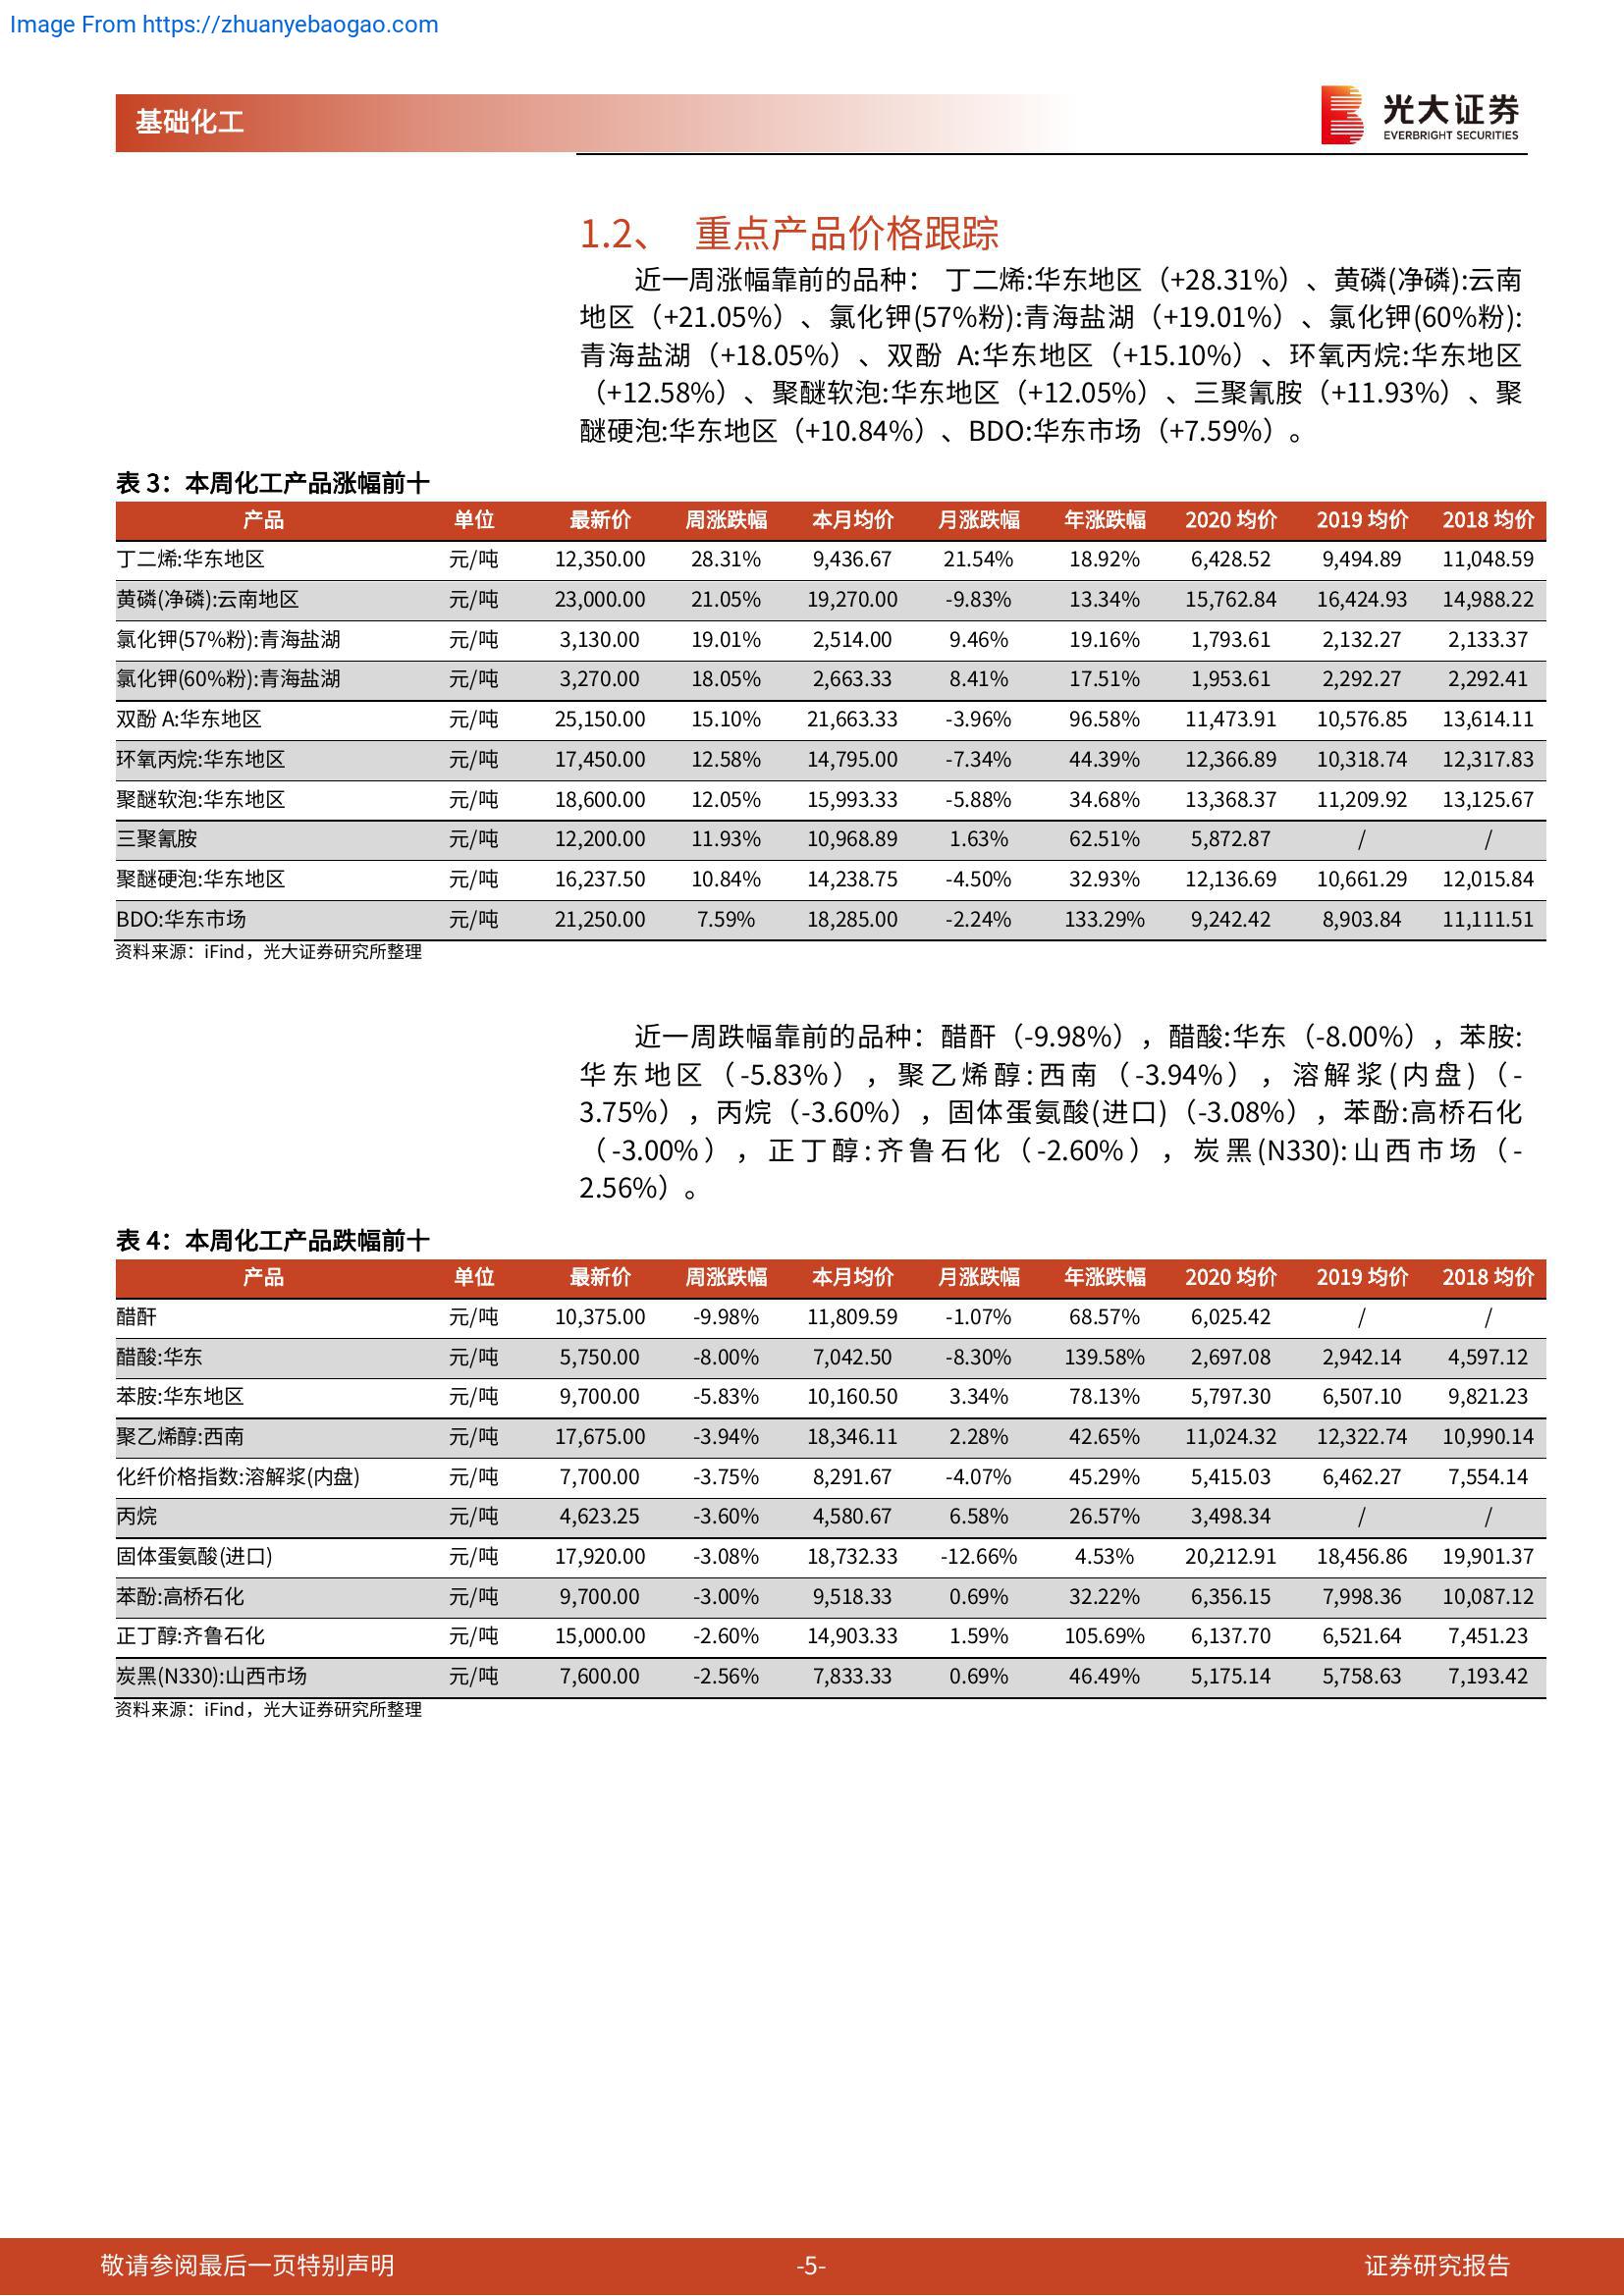 Image From https://zhuanyebaogao.com
基础化工
光大证券
EVERBRIGHT SECURITIES
1.2、 重点产品价格跟踪
近一周涨幅靠前的品种： 丁二烯:华东地区（+28.31%）、黄磷(净磷):云南
地区（+21.05%）、氯化钾(57%粉):青海盐湖（+19.01%）、氯化钾(60%粉):
青海盐湖（+18.05%）、双酚 A:华东地区（+15.10%）、环氧丙烷:华东地区
（+12.58%）、聚醚软泡:华东地区（+12.05%）、三聚氰胺（+11.93%）、聚
醚硬泡:华东地区（+10.84%）、BDO:华东市场（+7.59%）。
表 3：本周化工产品涨幅前十
产品 单位 最新价 周涨跌幅 本月均价 月涨跌幅 年涨跌幅 2020 均价 2019 均价 2018 均价
丁二烯:华东地区 元/吨 12,350.00 28.31% 9,436.67 21.54% 18.92% 6,428.52 9,494.89 11,048.59
黄磷(净磷):云南地区 元/吨 23,000.00 21.05% 19,270.00 -9.83% 13.34% 15,762.84 16,424.93 14,988.22
氯化钾(57%粉):青海盐湖 元/吨 3,130.00 19.01% 2,514.00 9.46% 19.16% 1,793.61 2,132.27 2,133.37
氯化钾(60%粉):青海盐湖 元/吨 3,270.00 18.05% 2,663.33 8.41% 17.51% 1,953.61 2,292.27 2,292.41
双酚 A:华东地区 元/吨 25,150.00 15.10% 21,663.33 -3.96% 96.58% 11,473.91 10,576.85 13,614.11
环氧丙烷:华东地区 元/吨 17,450.00 12.58% 14,795.00 -7.34% 44.39% 12,366.89 10,318.74 12,317.83
聚醚软泡:华东地区 元/吨 18,600.00 12.05% 15,993.33 -5.88% 34.68% 13,368.37 11,209.92 13,125.67
三聚氰胺 元/吨 12,200.00 11.93% 10,968.89 1.63% 62.51% 5,872.87 / /
聚醚硬泡:华东地区 元/吨 16,237.50 10.84% 14,238.75 -4.50% 32.93% 12,136.69 10,661.29 12,015.84
BDO:华东市场 元/吨 21,250.00 7.59% 18,285.00 -2.24% 133.29% 9,242.42 8,903.84 11,111.51
资料来源：iFind，光大证券研究所整理
近一周跌幅靠前的品种：醋酐（-9.98%），醋酸:华东（-8.00%），苯胺:
华东地区（-5.83%），聚乙烯醇:西南（-3.94%），溶解浆(内盘)（-
3.75%），丙烷（-3.60%），固体蛋氨酸(进口)（-3.08%），苯酚:高桥石化
（-3.00%），正丁醇:齐鲁石化（-2.60%），炭黑(N330):山西市场（-
2.56%）。
表 4：本周化工产品跌幅前十
产品 单位 最新价 周涨跌幅 本月均价 月涨跌幅 年涨跌幅 2020 均价 2019 均价 2018 均价
醋酐 元/吨 10,375.00 -9.98% 11,809.59 -1.07% 68.57% 6,025.42 / /
醋酸:华东 元/吨 5,750.00 -8.00% 7,042.50 -8.30% 139.58% 2,697.08 2,942.14 4,597.12
苯胺:华东地区 元/吨 9,700.00 -5.83% 10,160.50 3.34% 78.13% 5,797.30 6,507.10 9,821.23
聚乙烯醇:西南 元/吨 17,675.00 -3.94% 18,346.11 2.28% 42.65% 11,024.32 12,322.74 10,990.14
化纤价格指数:溶解浆(内盘) 元/吨 7,700.00 -3.75% 8,291.67 -4.07% 45.29% 5,415.03 6,462.27 7,554.14
丙烷 元/吨 4,623.25 -3.60% 4,580.67 6.58% 26.57% 3,498.34 / /
固体蛋氨酸(进口) 元/吨 17,920.00 -3.08% 18,732.33 -12.66% 4.53% 20,212.91 18,456.86 19,901.37
苯酚:高桥石化 元/吨 9,700.00 -3.00% 9,518.33 0.69% 32.22% 6,356.15 7,998.36 10,087.12
正丁醇:齐鲁石化 元/吨 15,000.00 -2.60% 14,903.33 1.59% 105.69% 6,137.70 6,521.64 7,451.23
炭黑(N330):山西市场 元/吨 7,600.00 -2.56% 7,833.33 0.69% 46.49% 5,175.14 5,758.63 7,193.42
资料来源：iFind，光大证券研究所整理
敬请参阅最后一页特别声明 -5- 证券研究报告